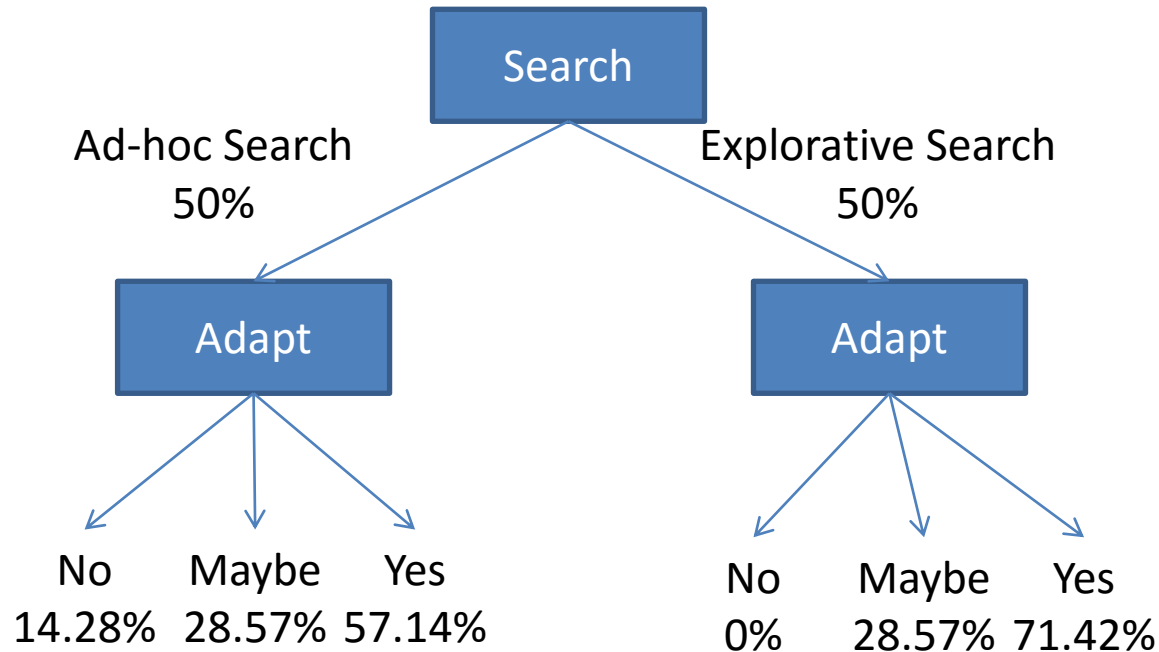 Search
Ad-hoc Search
50%
Explorative Search
50%
Adapt
Adapt
No Maybe Yes
14.28% 28.57% 57.14%
No Maybe Yes
0% 28.57% 71.42%